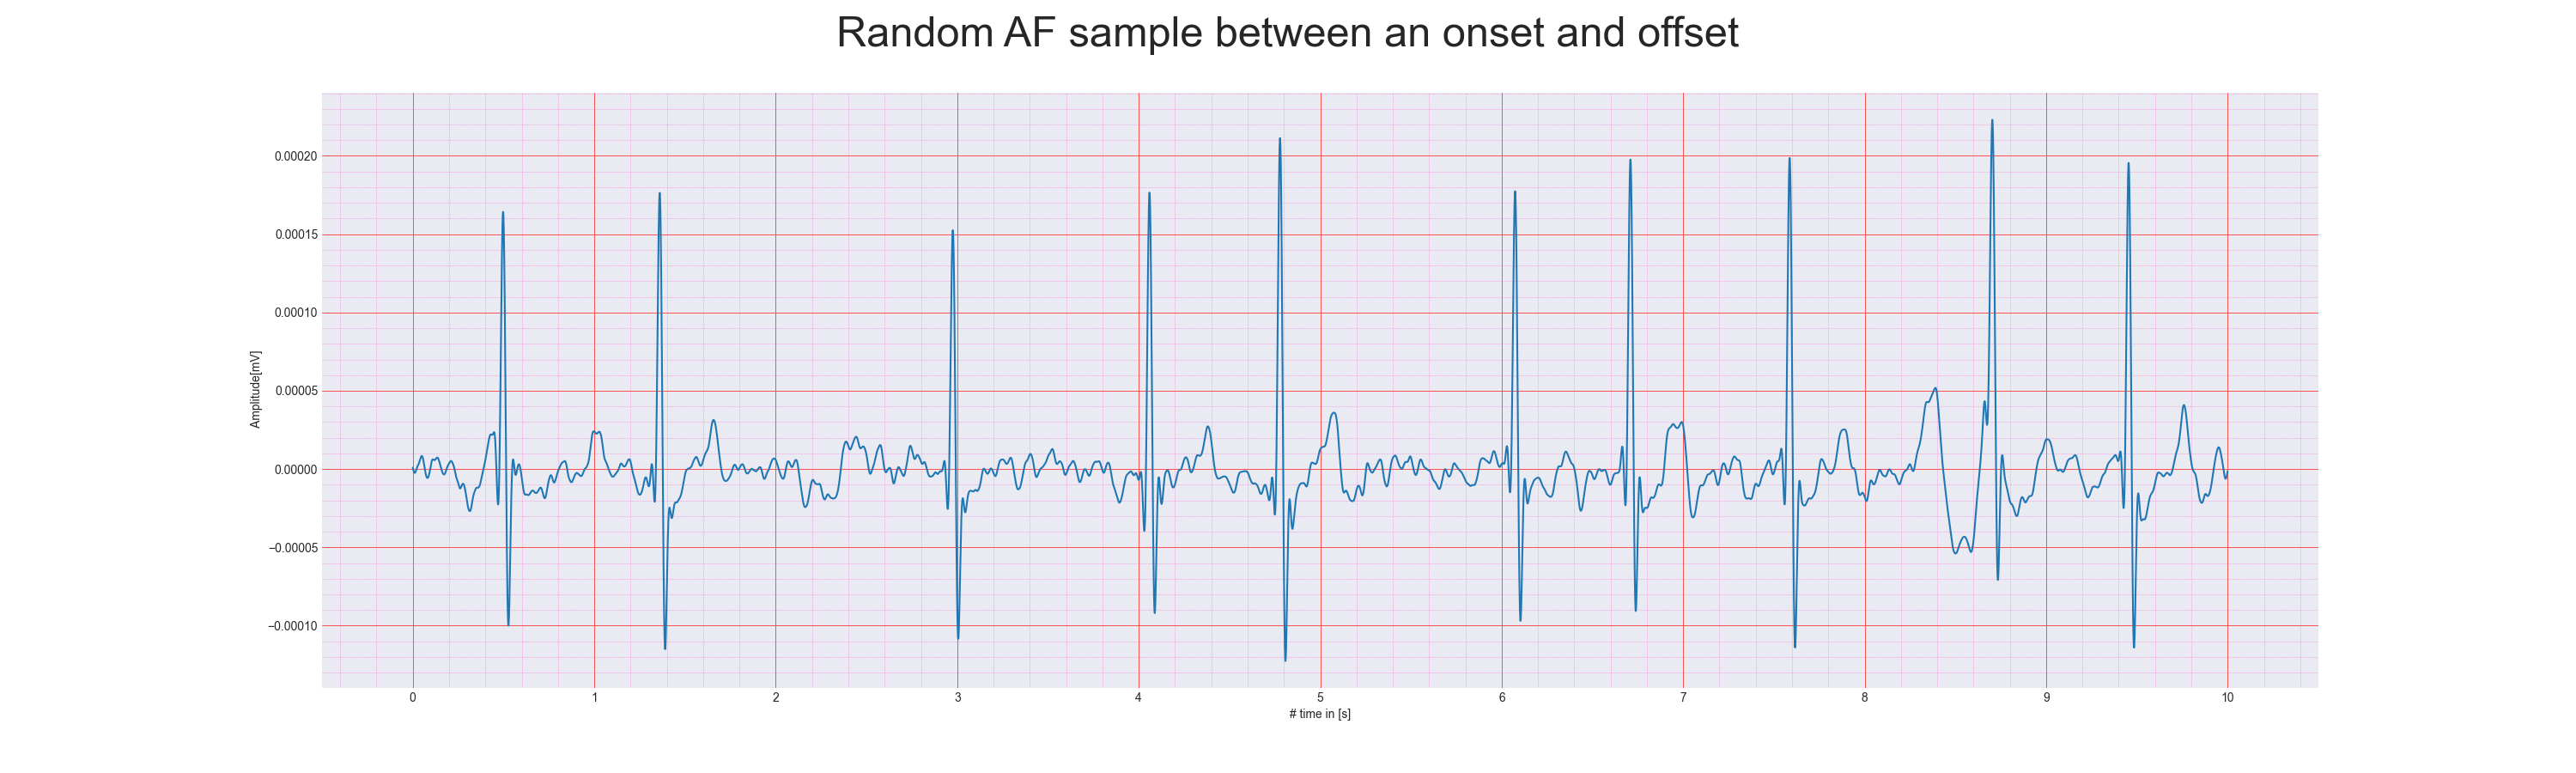 Random AF sample between an onset and offset
0.00020
0.00015
0.00010
0.00005
0.00000
−0.00005
−0.00010
Amplitude[mV]
0 1 2 3 4 5 6 7 8 9 10
# time in [s]